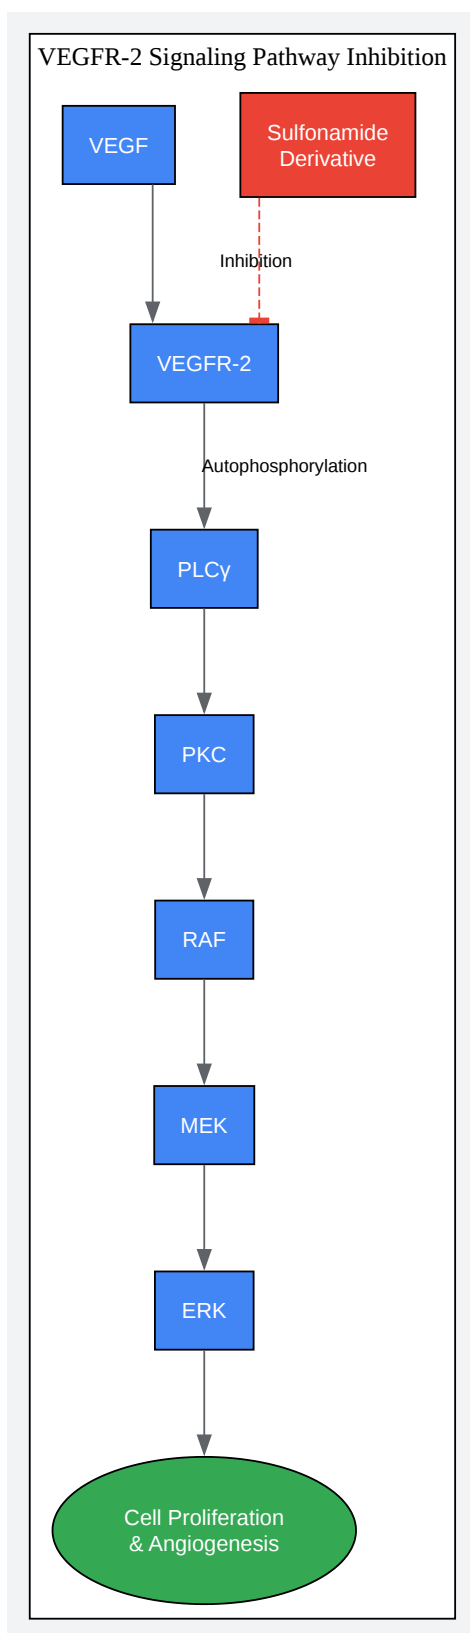 VEGFR-2 Signaling Pathway Inhibition
VEGF
Sulfonamide
Derivative
Inhibition
VEGFR-2
Autophosphorylation
PLCγ
PKC
RAF
MEK
ERK
Cell Proliferation
& Angiogenesis